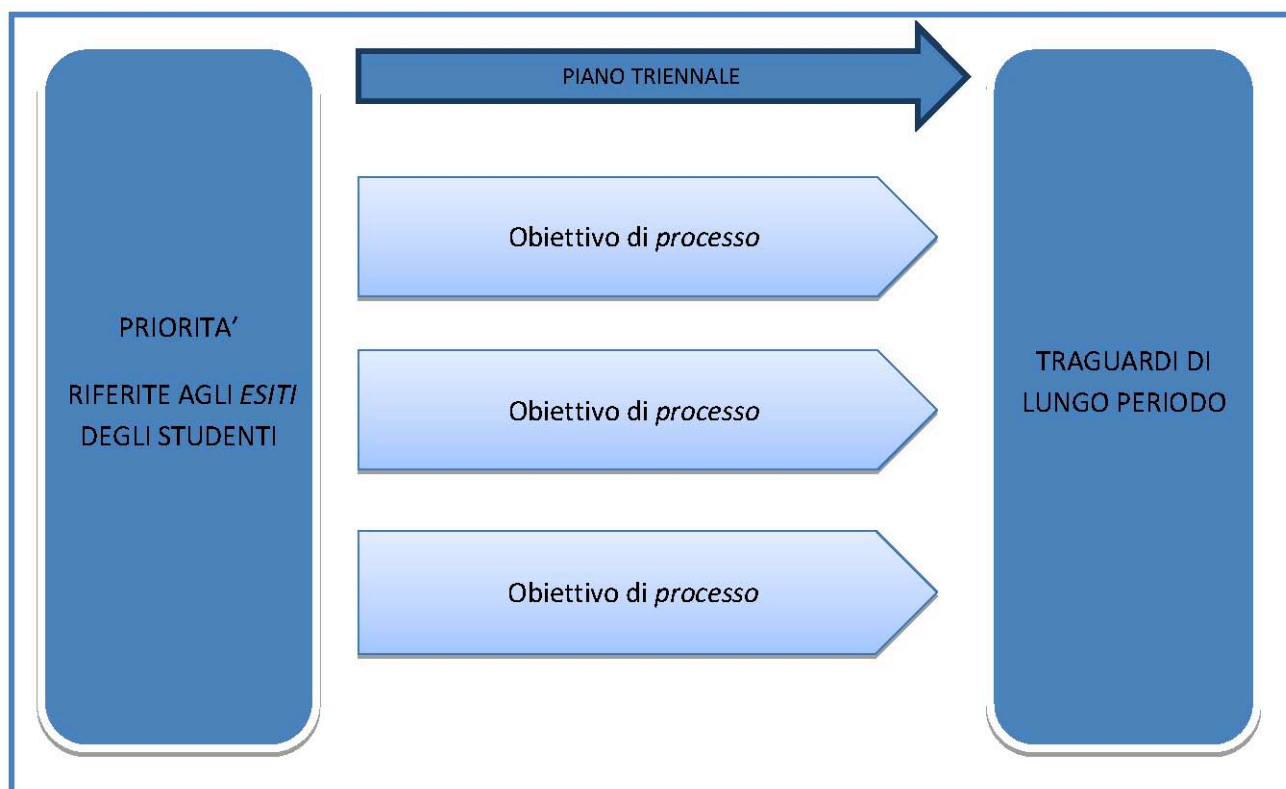 PIANO TRIENNALE
PRIORITA’
RIFERITE AGLI ESITI
DEGLI STUDENTI
Obiettivo di processo
Obiettivo di processo
Obiettivo di processo
TRAGUARDI DI
LUNGO PERIODO